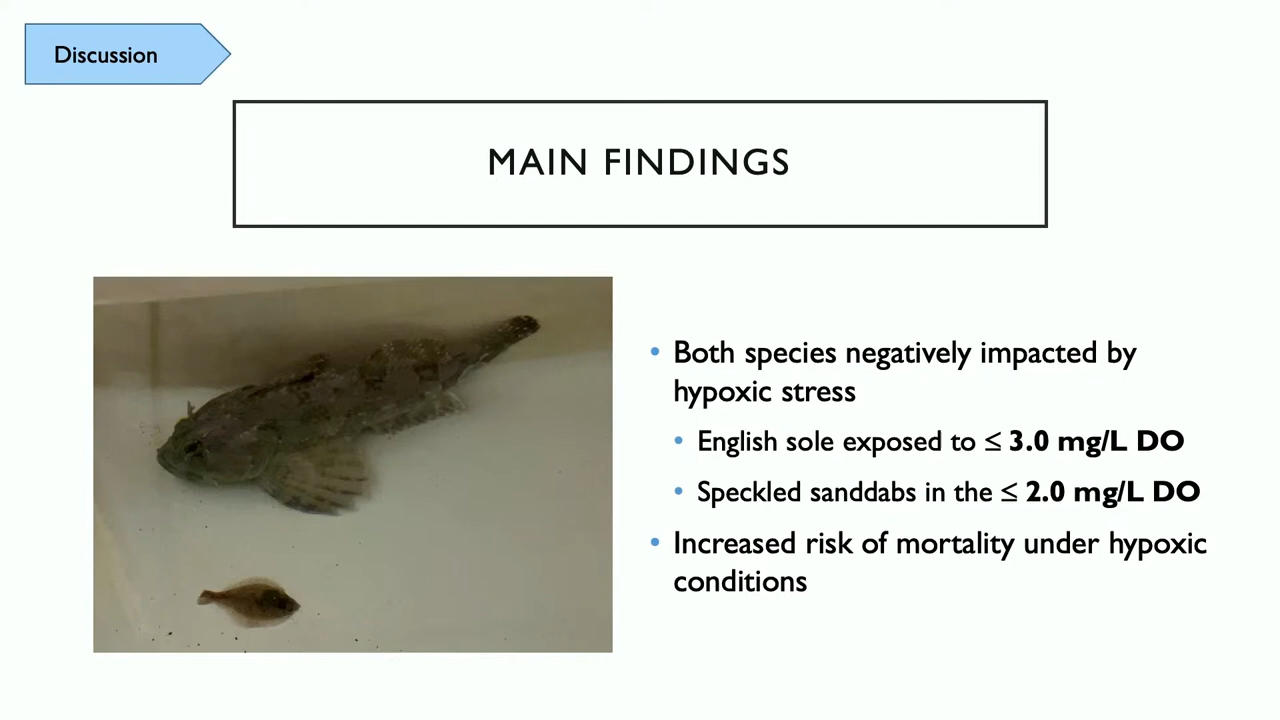 Discussion
MAIN FINDINGS
• Both species negatively impacted by
hypoxic stress
• English sole exposed to ≤ 3.0 mg/L DO
• Speckled sanddabs in the ≤ 2.0 mg/L DO
• Increased risk of mortality under hypoxic
conditions